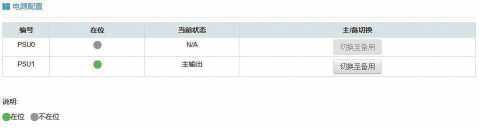 电源配置
编号 在位 当前状态 主/备切换
PSU0 N/A 切换至备用
PSU1 主输出 切换至备用
说明:
在位 不在位